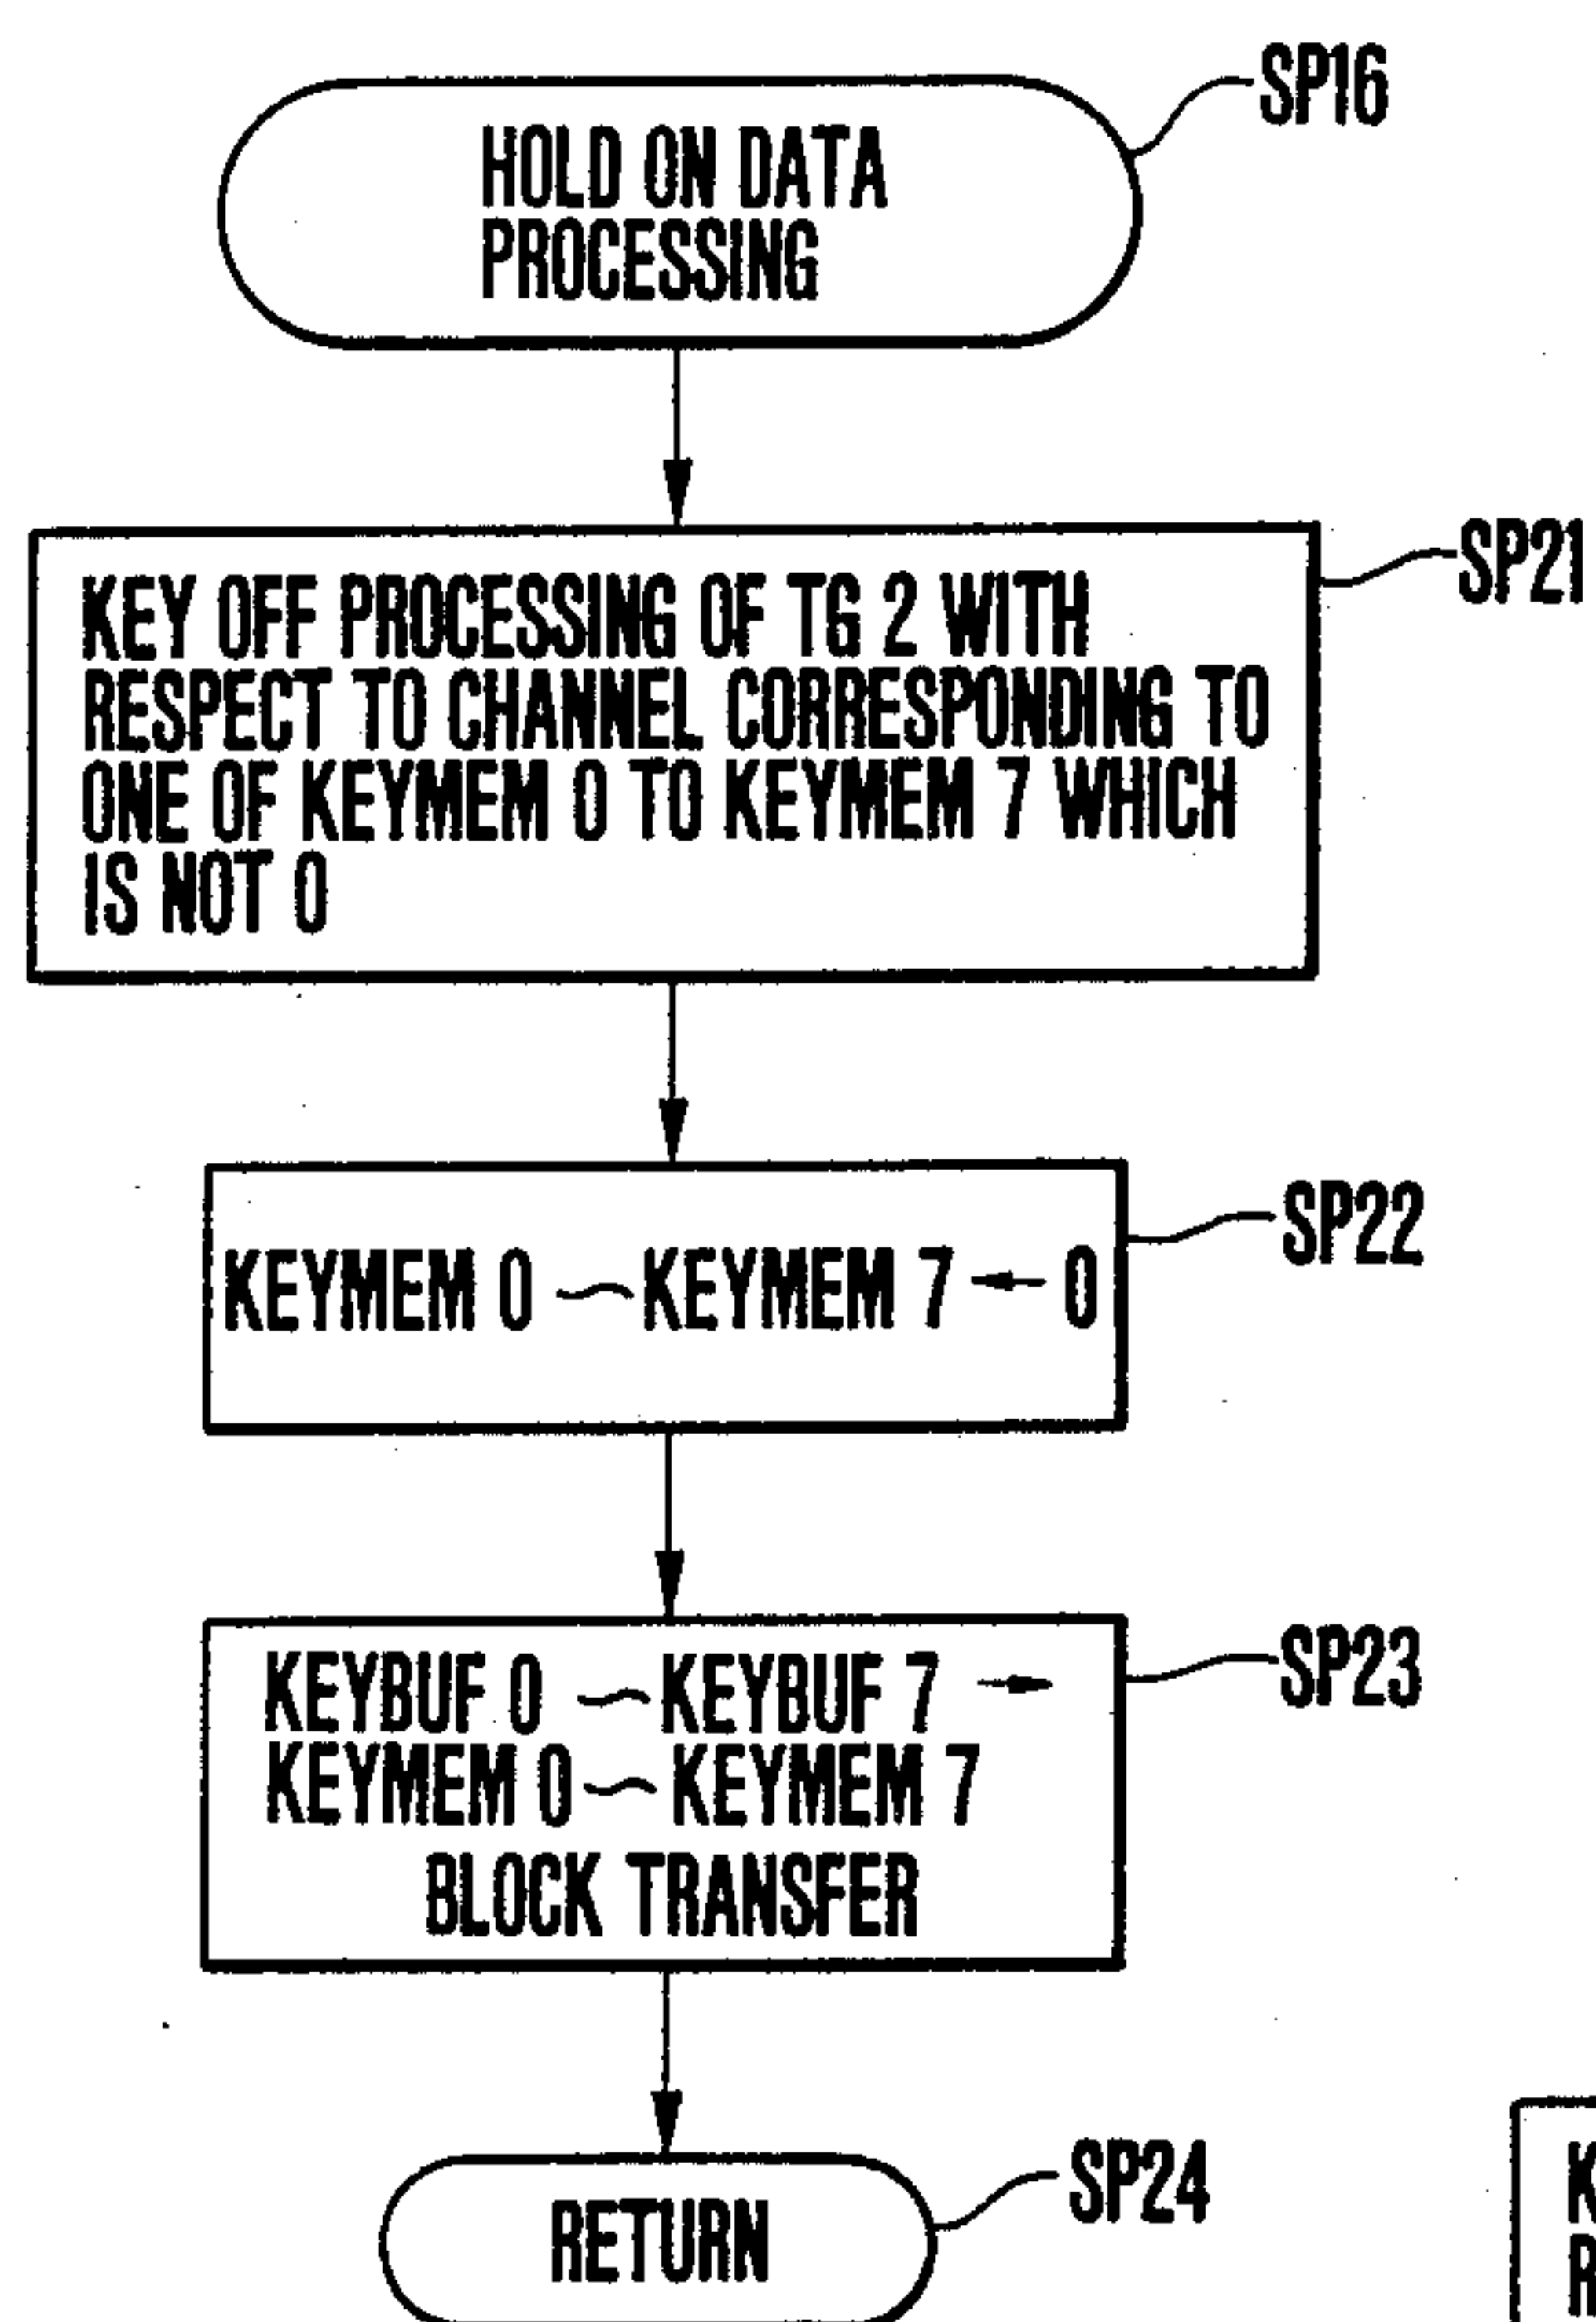 SP16
HOLD ON DATA
PROCESSING
SP21
KEY OFF PROCESSING OF TG 2 WITH
RESPECT TO CHANNEL CORRESPONDING TO
ONE OF KEYMEM 0 TO KEYMEM 7 WHICH
IS NOT 0
SP22
KEYMEM 0 ~ KEYMEM 7 ← 0
SP23
KEYBUF 0 ~ KEYBUF 7 →
KEYMEM 0 ~ KEYMEM 7
BLOCK TRANSFER
SP24
RETURN